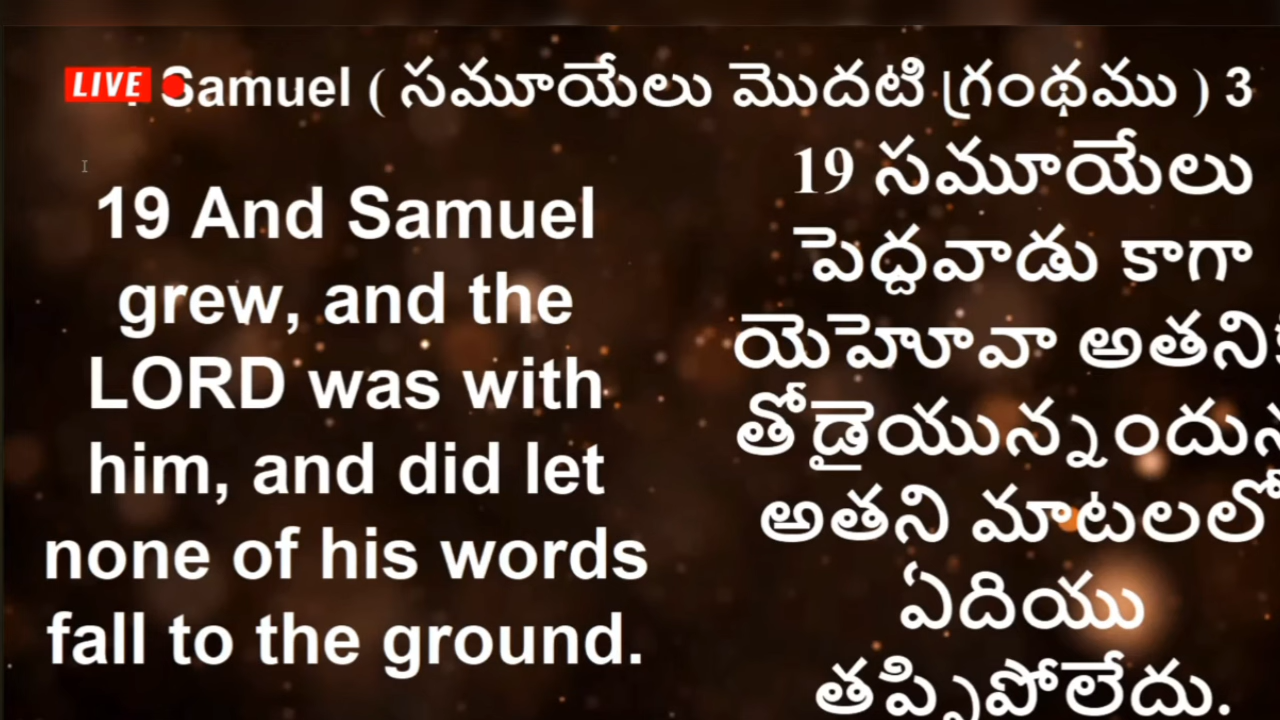 LIVE Samuel ( సమూయేలు మొదటి గ్రంథము ) 3
19 And Samuel
grew, and the
LORD was with
him, and did let
none of his words
fall to the ground.
19 సమూయేలు
పెద్దవాడు కాగా
యెహెూవా
తోడైయున్నందున
అతని మాటలలో
ఏదియు
తప్పిపోలేదు.